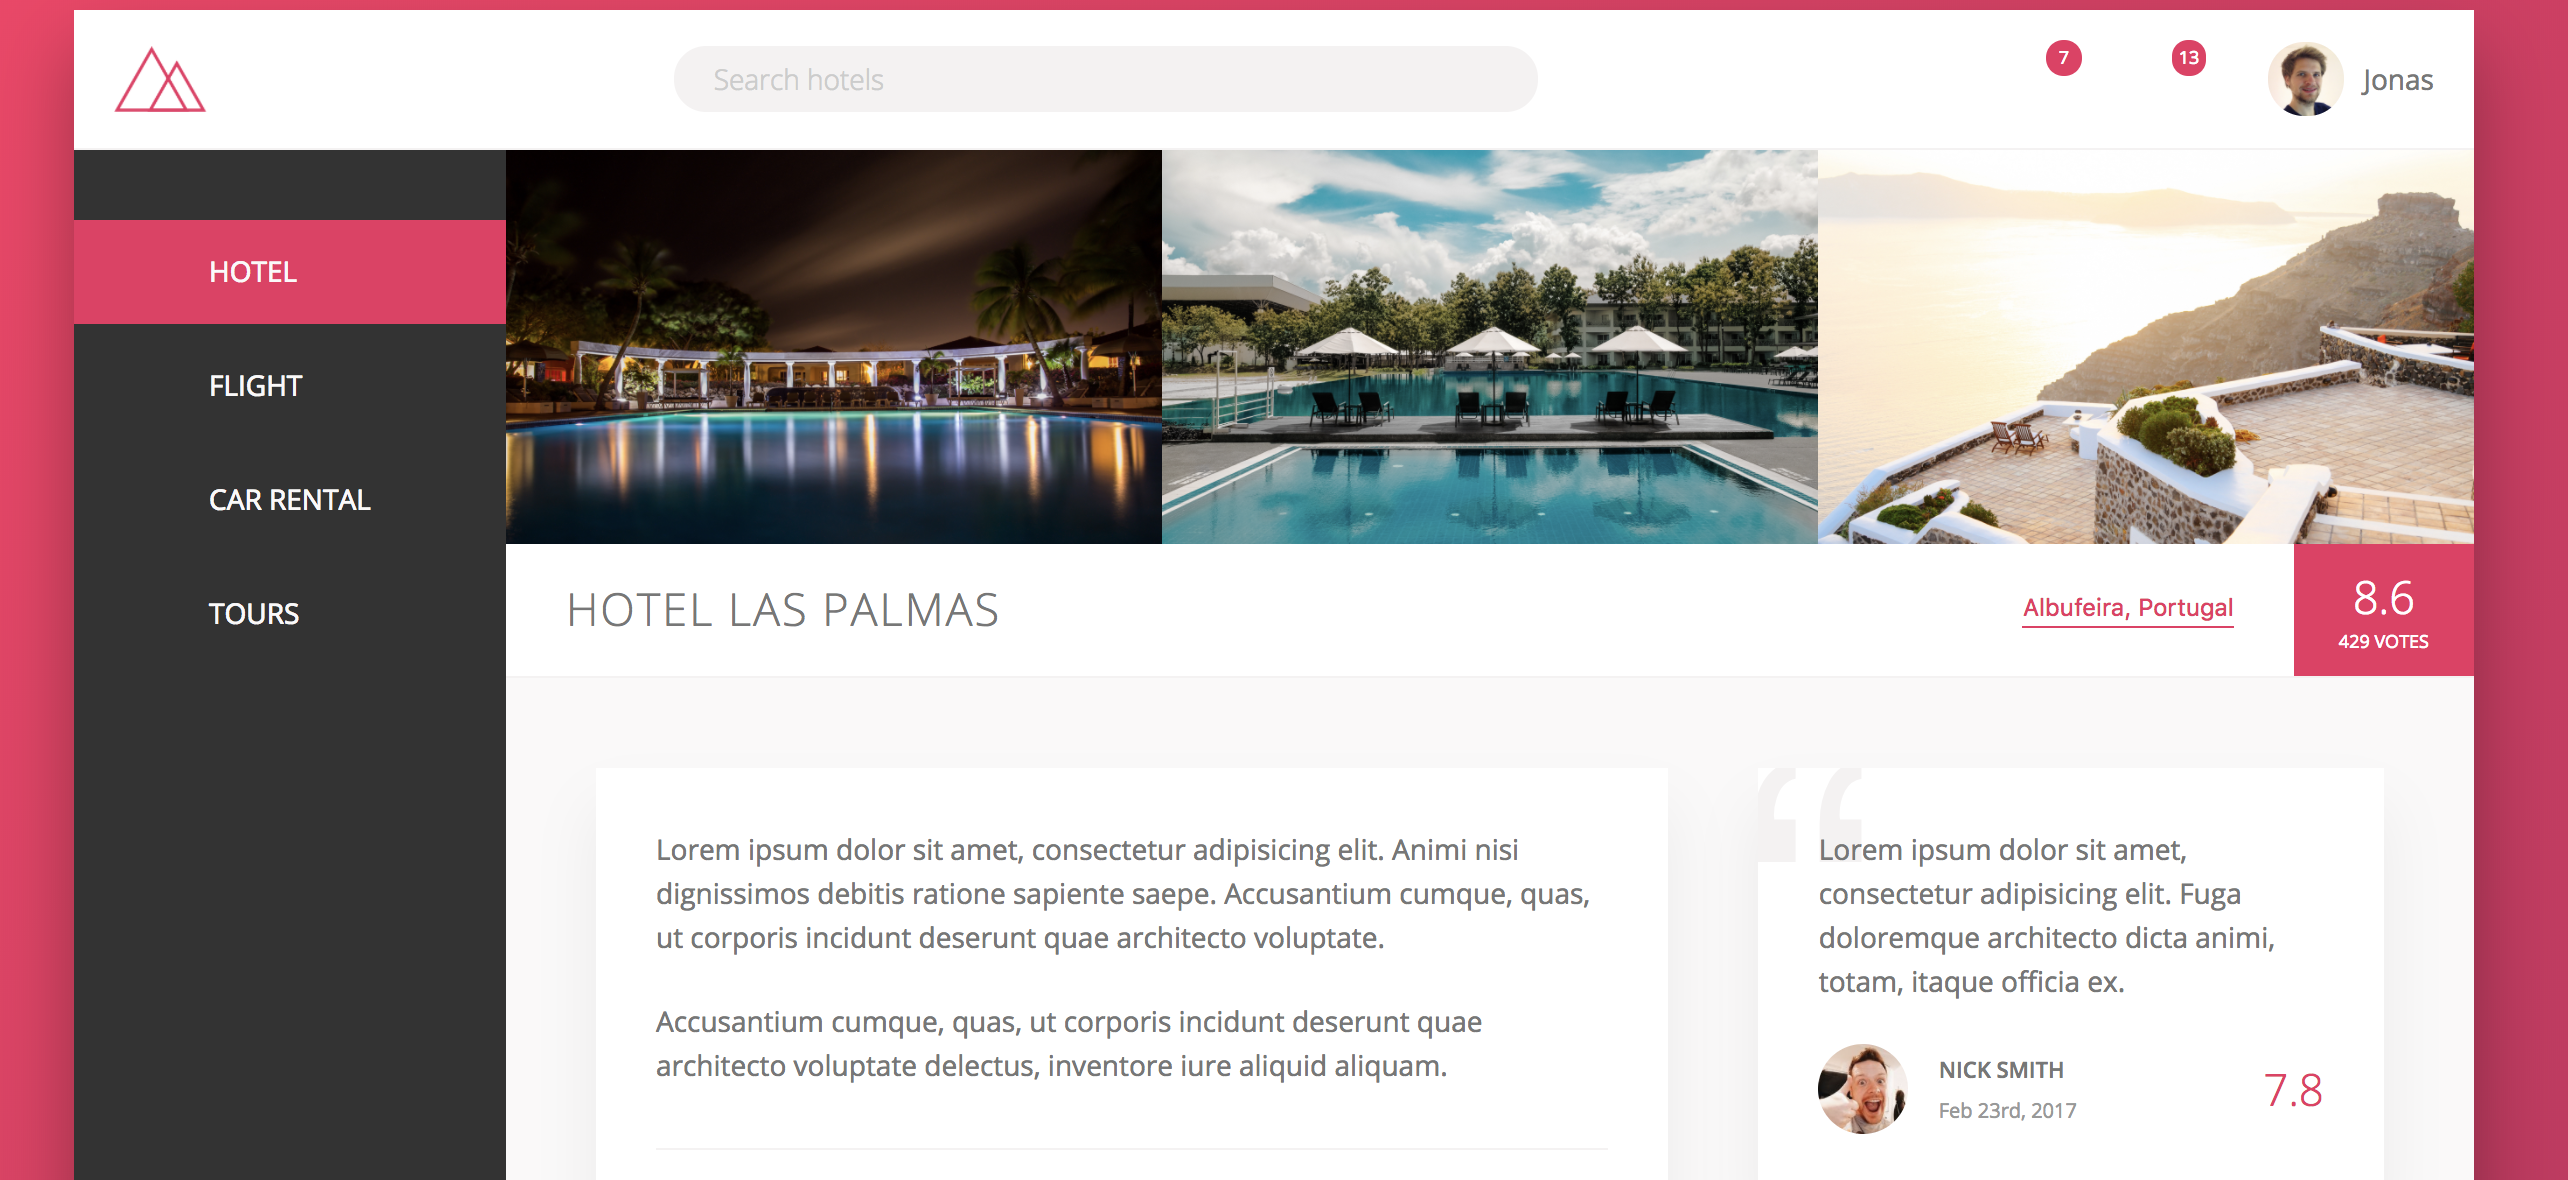 Search hotels
7
13
Jonas
HOTEL
FLIGHT
CAR RENTAL
TOURS
HOTEL LAS PALMAS
Albufeira, Portugal
8.6
429 VOTES
Lorem ipsum dolor sit amet, consectetur adipisicing elit. Animi nisi
dignissimos debitis ratione sapiente saepe. Accusantium cumque, quas,
ut corporis incidunt deserunt quae architecto voluptate.
Accusantium cumque, quas, ut corporis incidunt deserunt quae
architecto voluptate delectus, inventore iure aliquid aliquam.
“
Lorem ipsum dolor sit amet,
consectetur adipisicing elit. Fuga
doloremque architecto dicta animi,
totam, itaque officia ex.
NICK SMITH
Feb 23rd, 2017
7.8